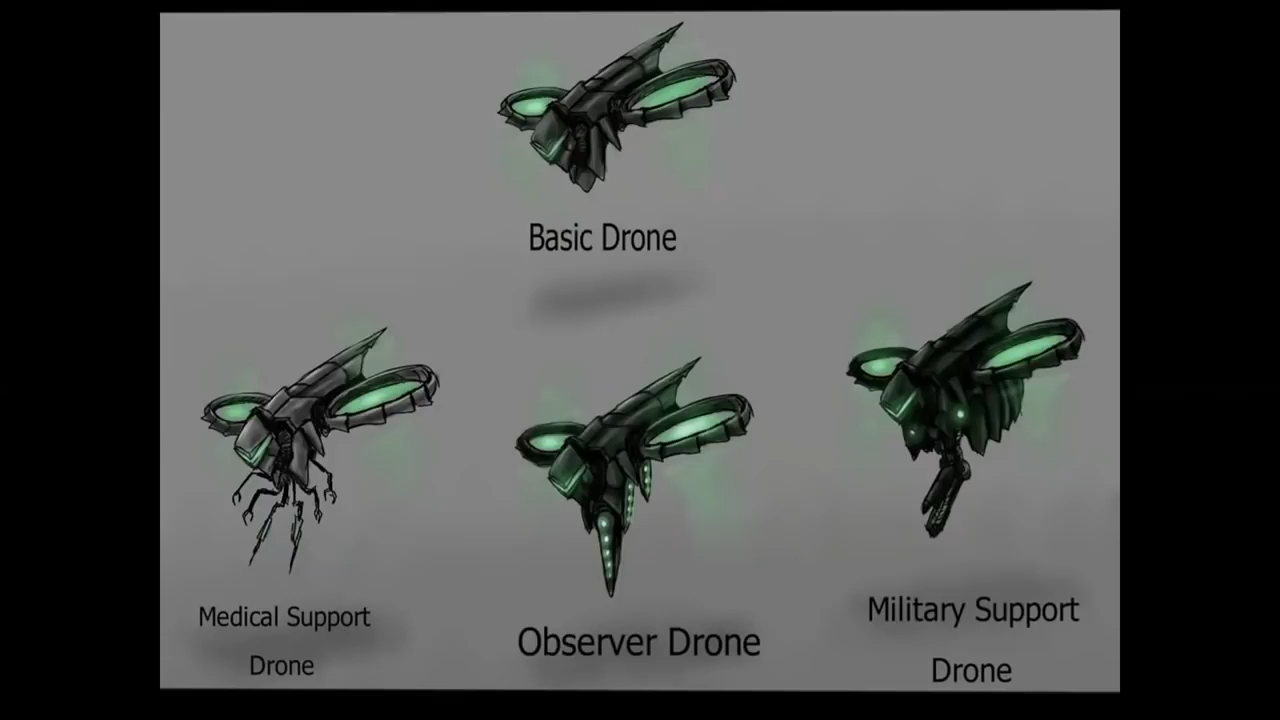 Basic Drone
Medical Support
Drone
Observer Drone
Military Support
Drone